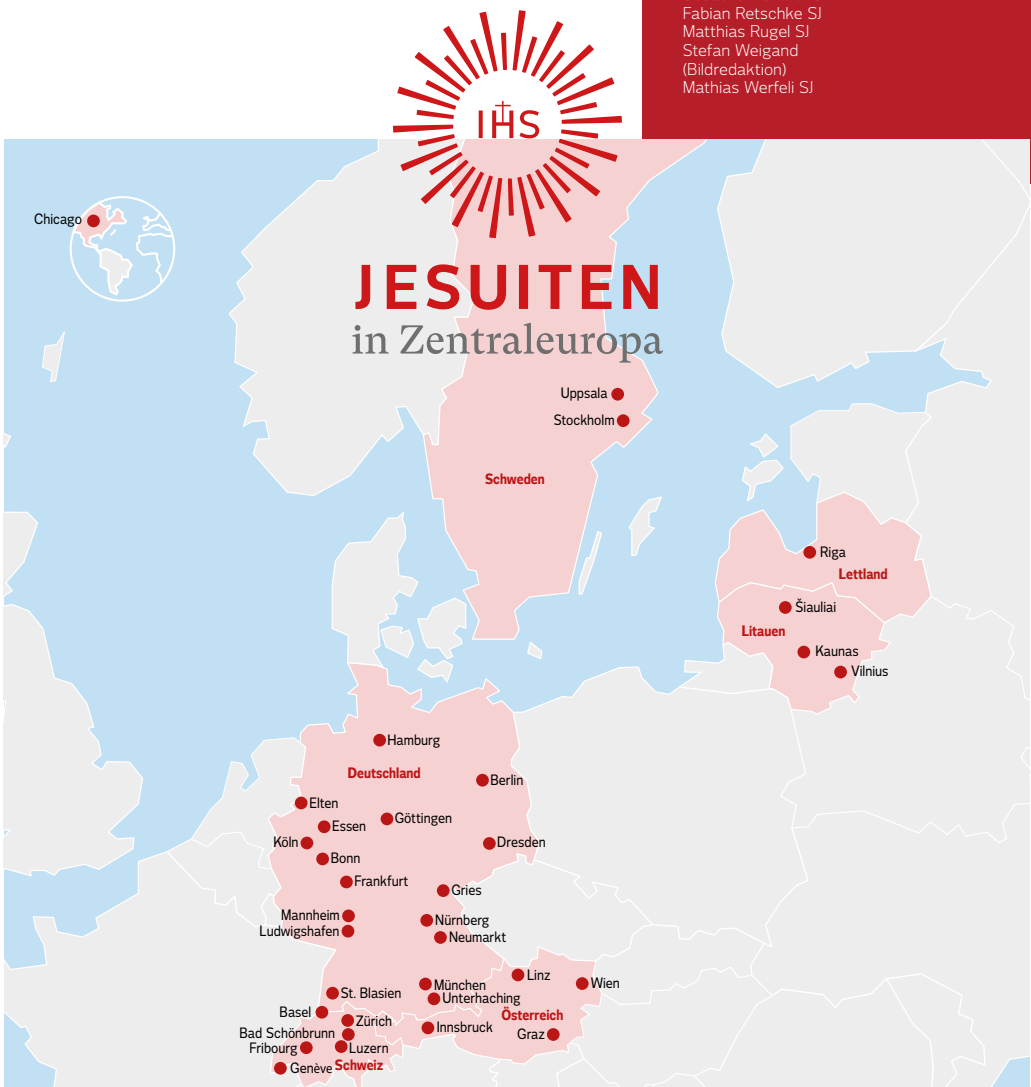 Fabian Retschke SJ
Matthias Rugel SJ
Stefan Weigand
(Bildredaktion)
Mathias Werfeli SJ
IHS
Chicago
JESUITEN
in Zentraleuropa
Uppsala
Stockholm
Schweden
Riga
Lettland
Šiauliai
Litauen
Kaunas
Vilnius
Hamburg
Deutschland
Berlin
Elten
Göttingen
Essen
Köln
Dresden
Bonn
Frankfurt
Gries
Mannheim
Nürnberg
Ludwigshafen
Neumarkt
Linz
München
Wien
St. Blasien
Unterhaching
Basel
Österreich
Zürich
Innsbruck
Bad Schönbrunn
Graz
Fribourg
Luzern
Schweiz
Genève